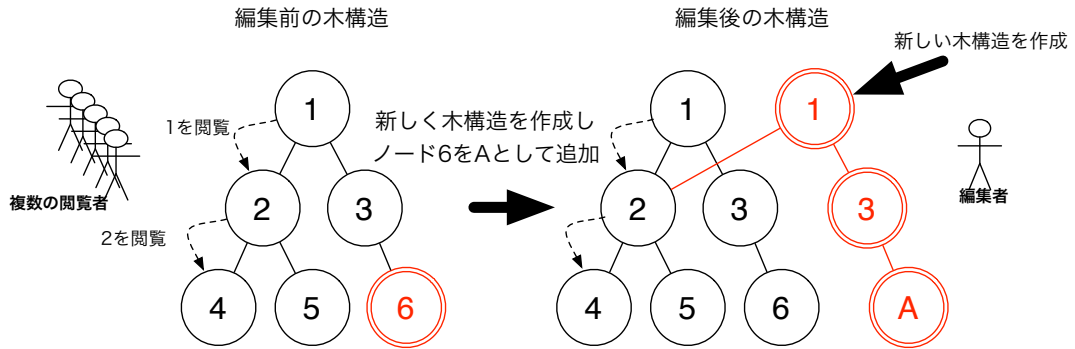 編集前の木構造
編集後の木構造
新しい木構造を作成
1
1
1
1を閲覧
新しく木構造を作成し
ノード6をAとして追加
複数の閲覧者
2
3
2
3
3
編集者
2を閲覧
4
5
6
4
5
6
A